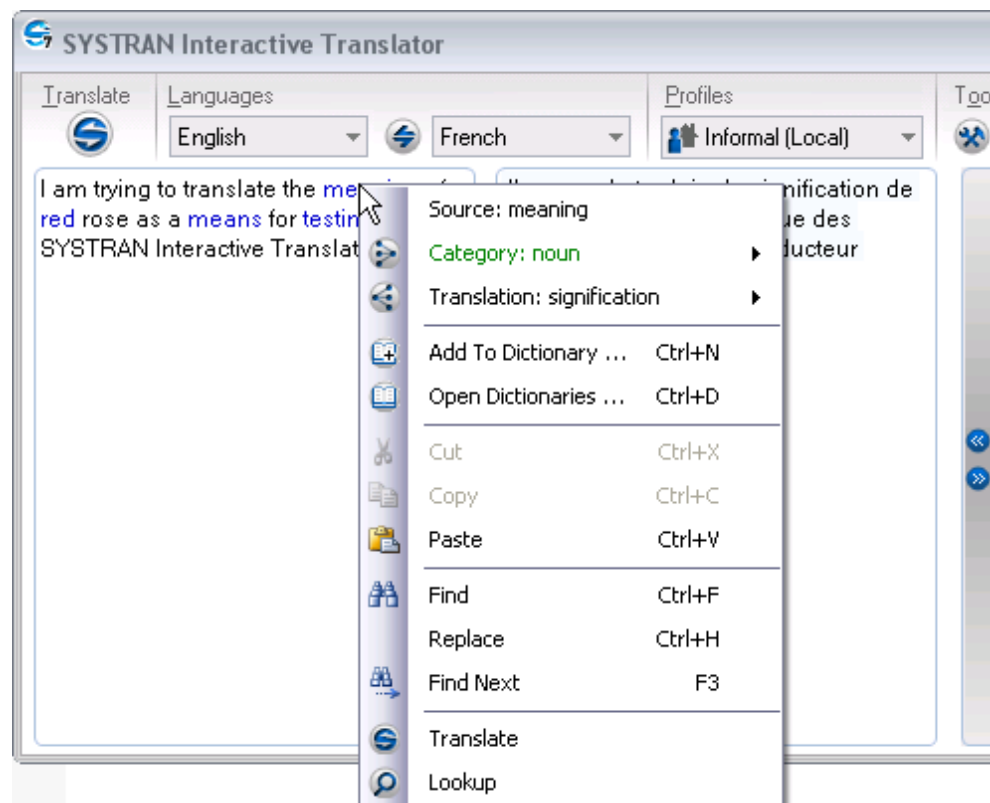 SYSTRAN Interactive Translator
Translate Languages Profiles
English French Informal (Local)
I am trying to translate the
red rose as a means for
SYSTRAN Interactive
nification de
ue des
ducteur
Source: meaning
Category: noun
Translation: signification
Add To Dictionary ... Ctrl+N
Open Dictionaries ... Ctrl+D
Cut Ctrl+X
Copy Ctrl+C
Paste Ctrl+V
Find Ctrl+F
Replace Ctrl+H
Find Next F3
Translate
Lookup